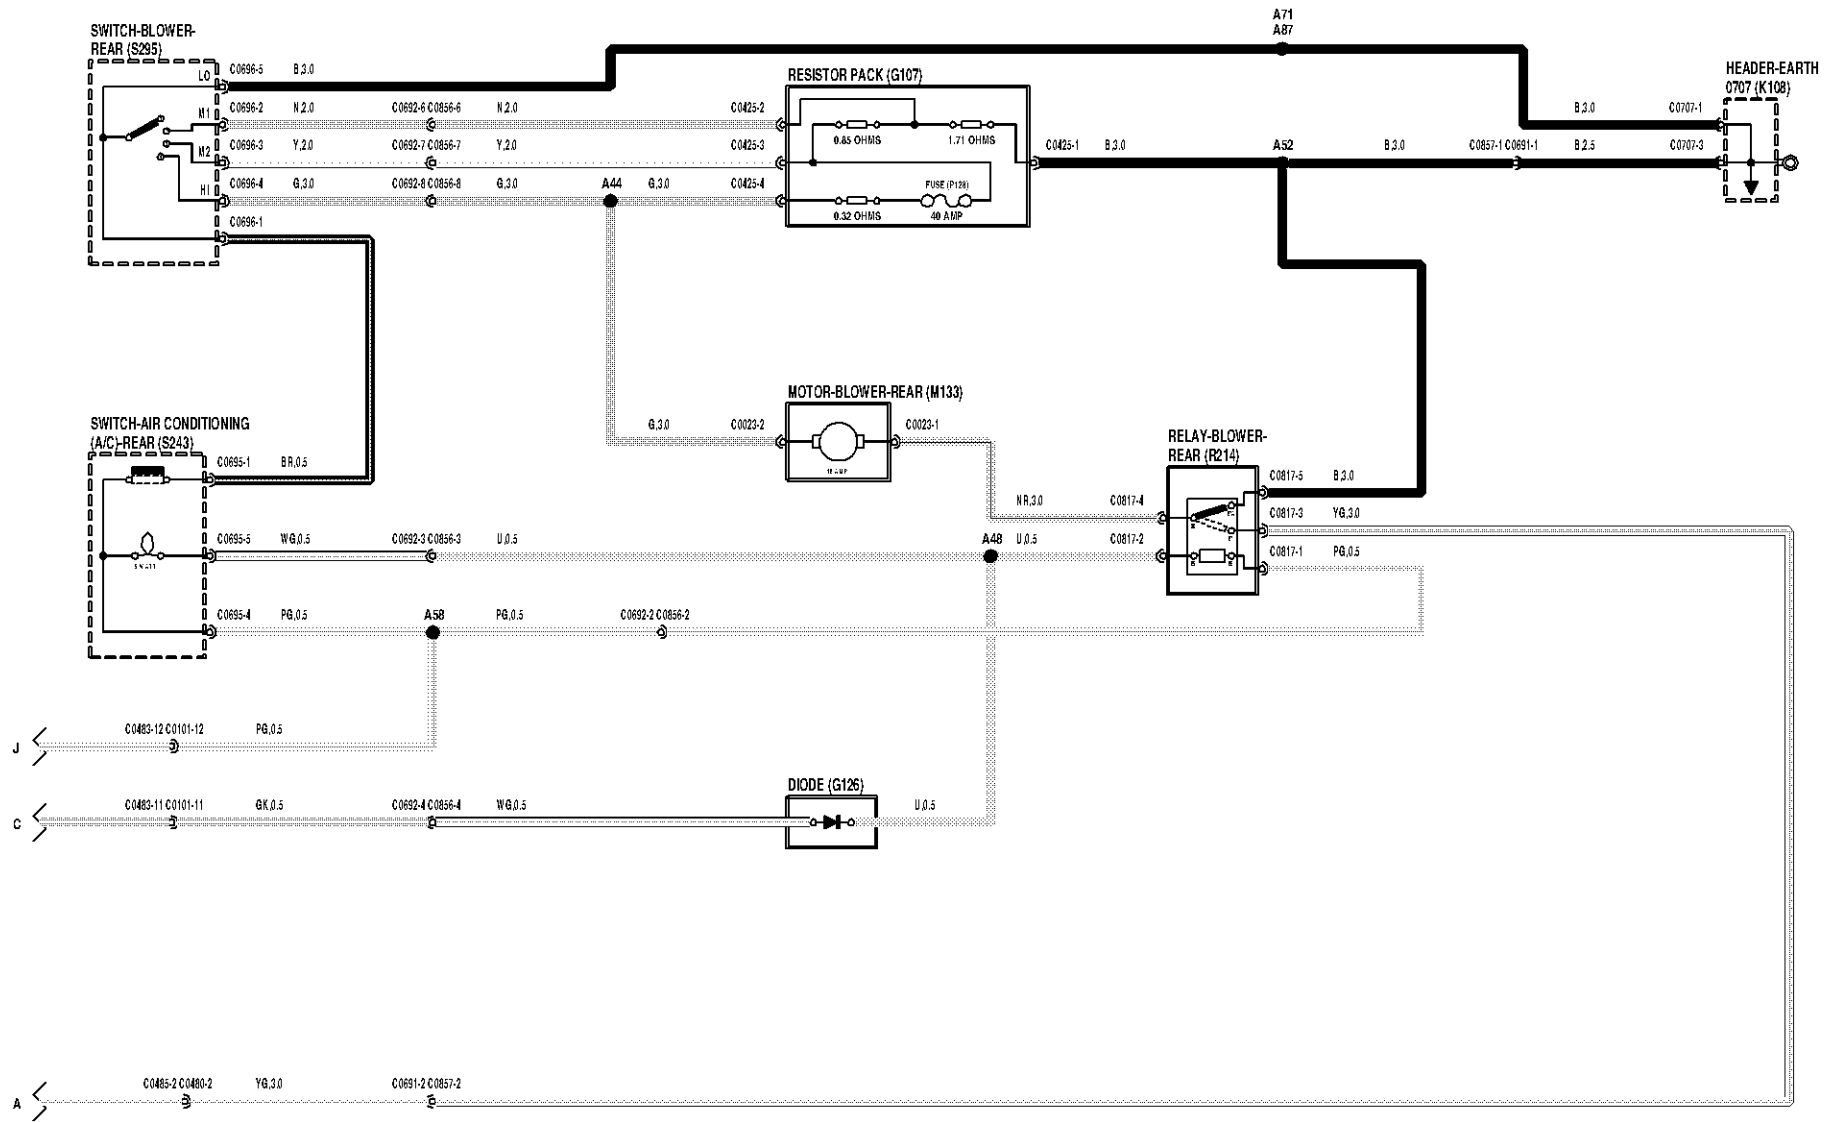 A71
A87
SWITCH-BLOWER-
REAR (S295)
LO
C0696-5 B,3.0
RESISTOR PACK (G107)
HEADER-EARTH
0707 (K108)
M1
C0696-2 N,2.0 C0692-6 C0856-6 N,2.0 C0425-2
B,3.0 C0707-1
0.85 OHMS 1.71 OHMS
M2
C0696-3 Y,2.0 C0692-7 C0856-7 Y,2.0 C0425-3
C0425-1 B,3.0 A52 B,3.0 C0857-1 C0691-1 B,2.5 C0707-3
HI
C0696-4 G,3.0 C0692-8 C0856-8 G,3.0 A44 G,3.0 C0425-4
FUSE (P128)
0.32 OHMS 40 AMP
C0696-1
MOTOR-BLOWER-REAR (M133)
G,3.0 C0023-2 C0023-1
SWITCH-AIR CONDITIONING
(A/C)-REAR (S243)
RELAY-BLOWER-
REAR (R214)
C0695-1 BR,0.5
C0817-5 B,3.0
NR,3.0 C0817-4
C0817-3 YG,3.0
C0695-5 WG,0.5 C0692-3 C0856-3 U,0.5 A48 U,0.5 C0817-2
C0817-1 PG,0.5
C0695-4 PG,0.5 A58 PG,0.5 C0692-2 C0856-2
J
C0483-12 C0101-12 PG,0.5
DIODE (G126)
C
C0483-11 C0101-11 GK,0.5 C0692-4 C0856-4 WG,0.5 U,0.5
A
C0485-2 C0480-2 YG,3.0 C0691-2 C0857-2